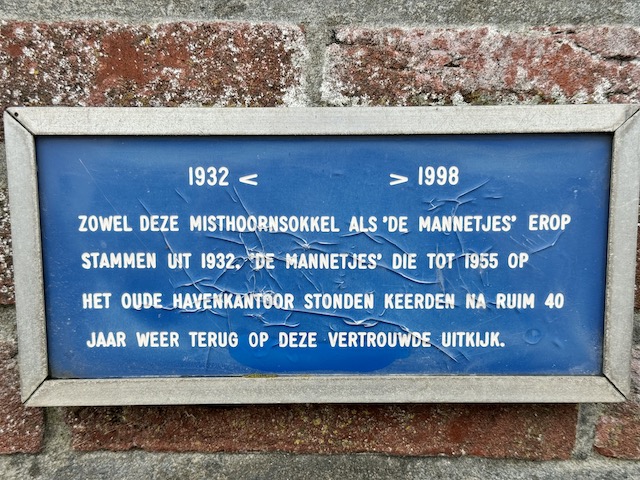 1932 < > 1998
ZOWEL DEZE MISTHOORNSOKKEL ALS 'DE MANNETJES' EROP
STAMMEN UIT 1932. 'DE MANNETJES' DIE TOT 1955 OP
HET OUDE HAVENKANTOOR STONDEN KEERDEN NA RUIM 40
JAAR WEER TERUG OP DEZE VERTROUWDE UITKIJK.